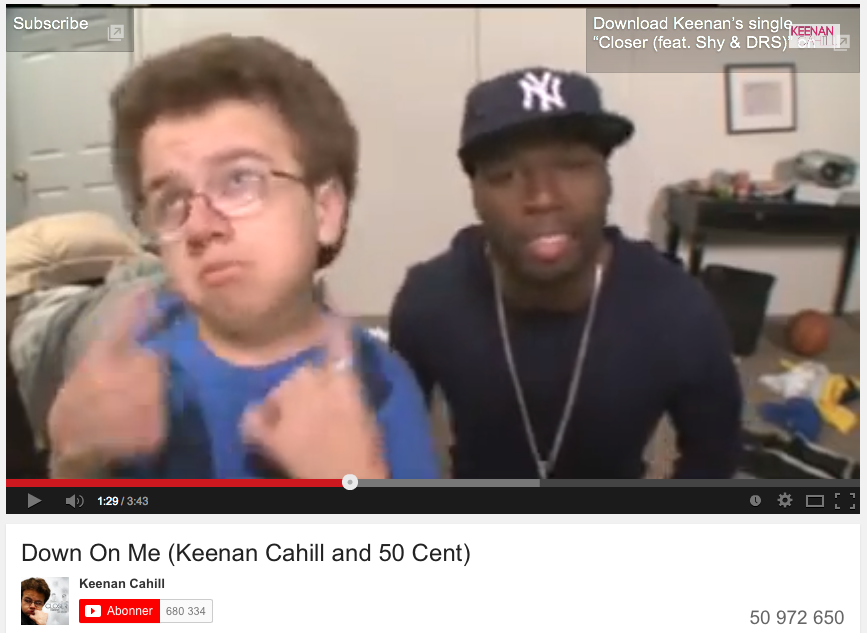 Subscribe
Download Keenan's single
“Closer (feat. Shy & DRS)”
KEENAN
CAHILL
NY
1:29 / 3:43
Down On Me (Keenan Cahill and 50 Cent)
Keenan Cahill
Abonner
680 334
50 972 650